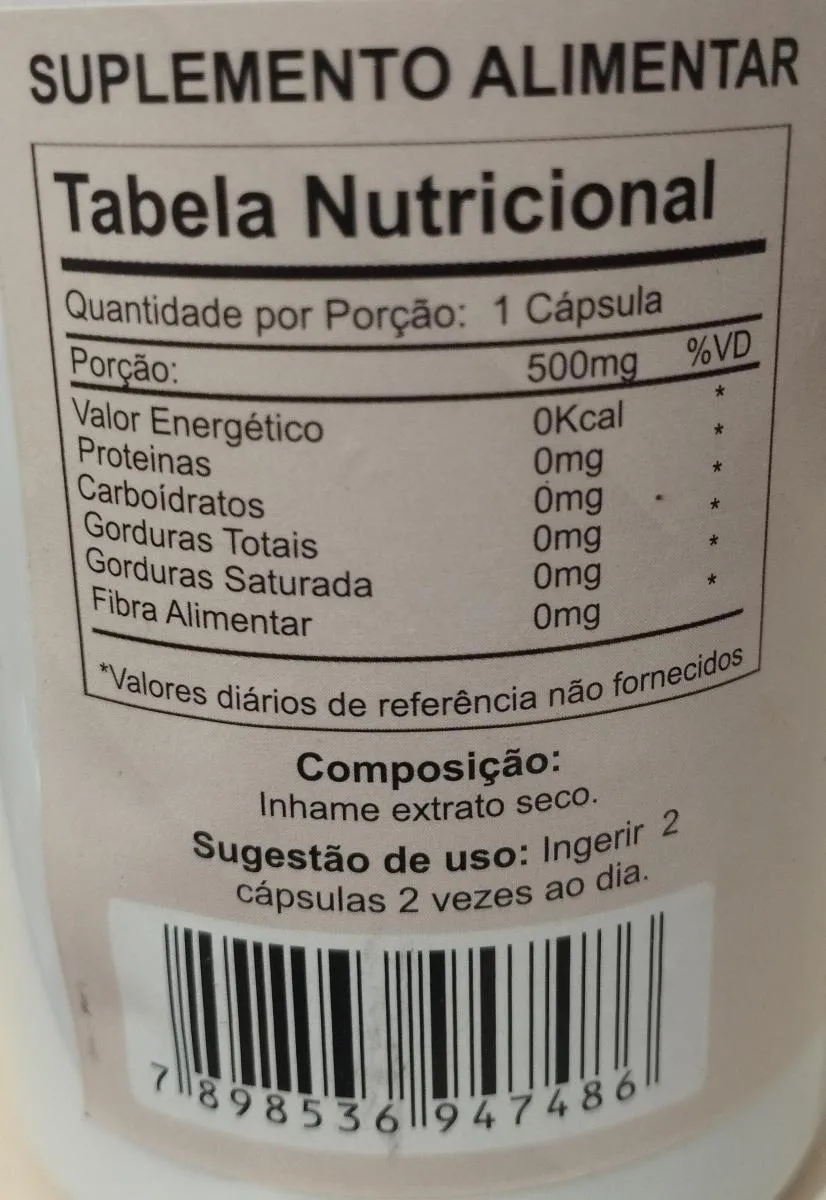 SUPLEMENTO ALIMENTAR
Tabela Nutricional
Quantidade por Porção: 1 Cápsula
Porção: 500mg %VD
Valor Energético 0Kcal *
Proteinas 0mg *
Carboídratos 0mg *
Gorduras Totais 0mg *
Gorduras Saturada 0mg *
Fibra Alimentar 0mg *
*Valores diários de referência não fornecidos
Composição:
Inhame extrato seco.
Sugestão de uso: Ingerir 2
cápsulas 2 vezes ao dia.
7 898536 947486